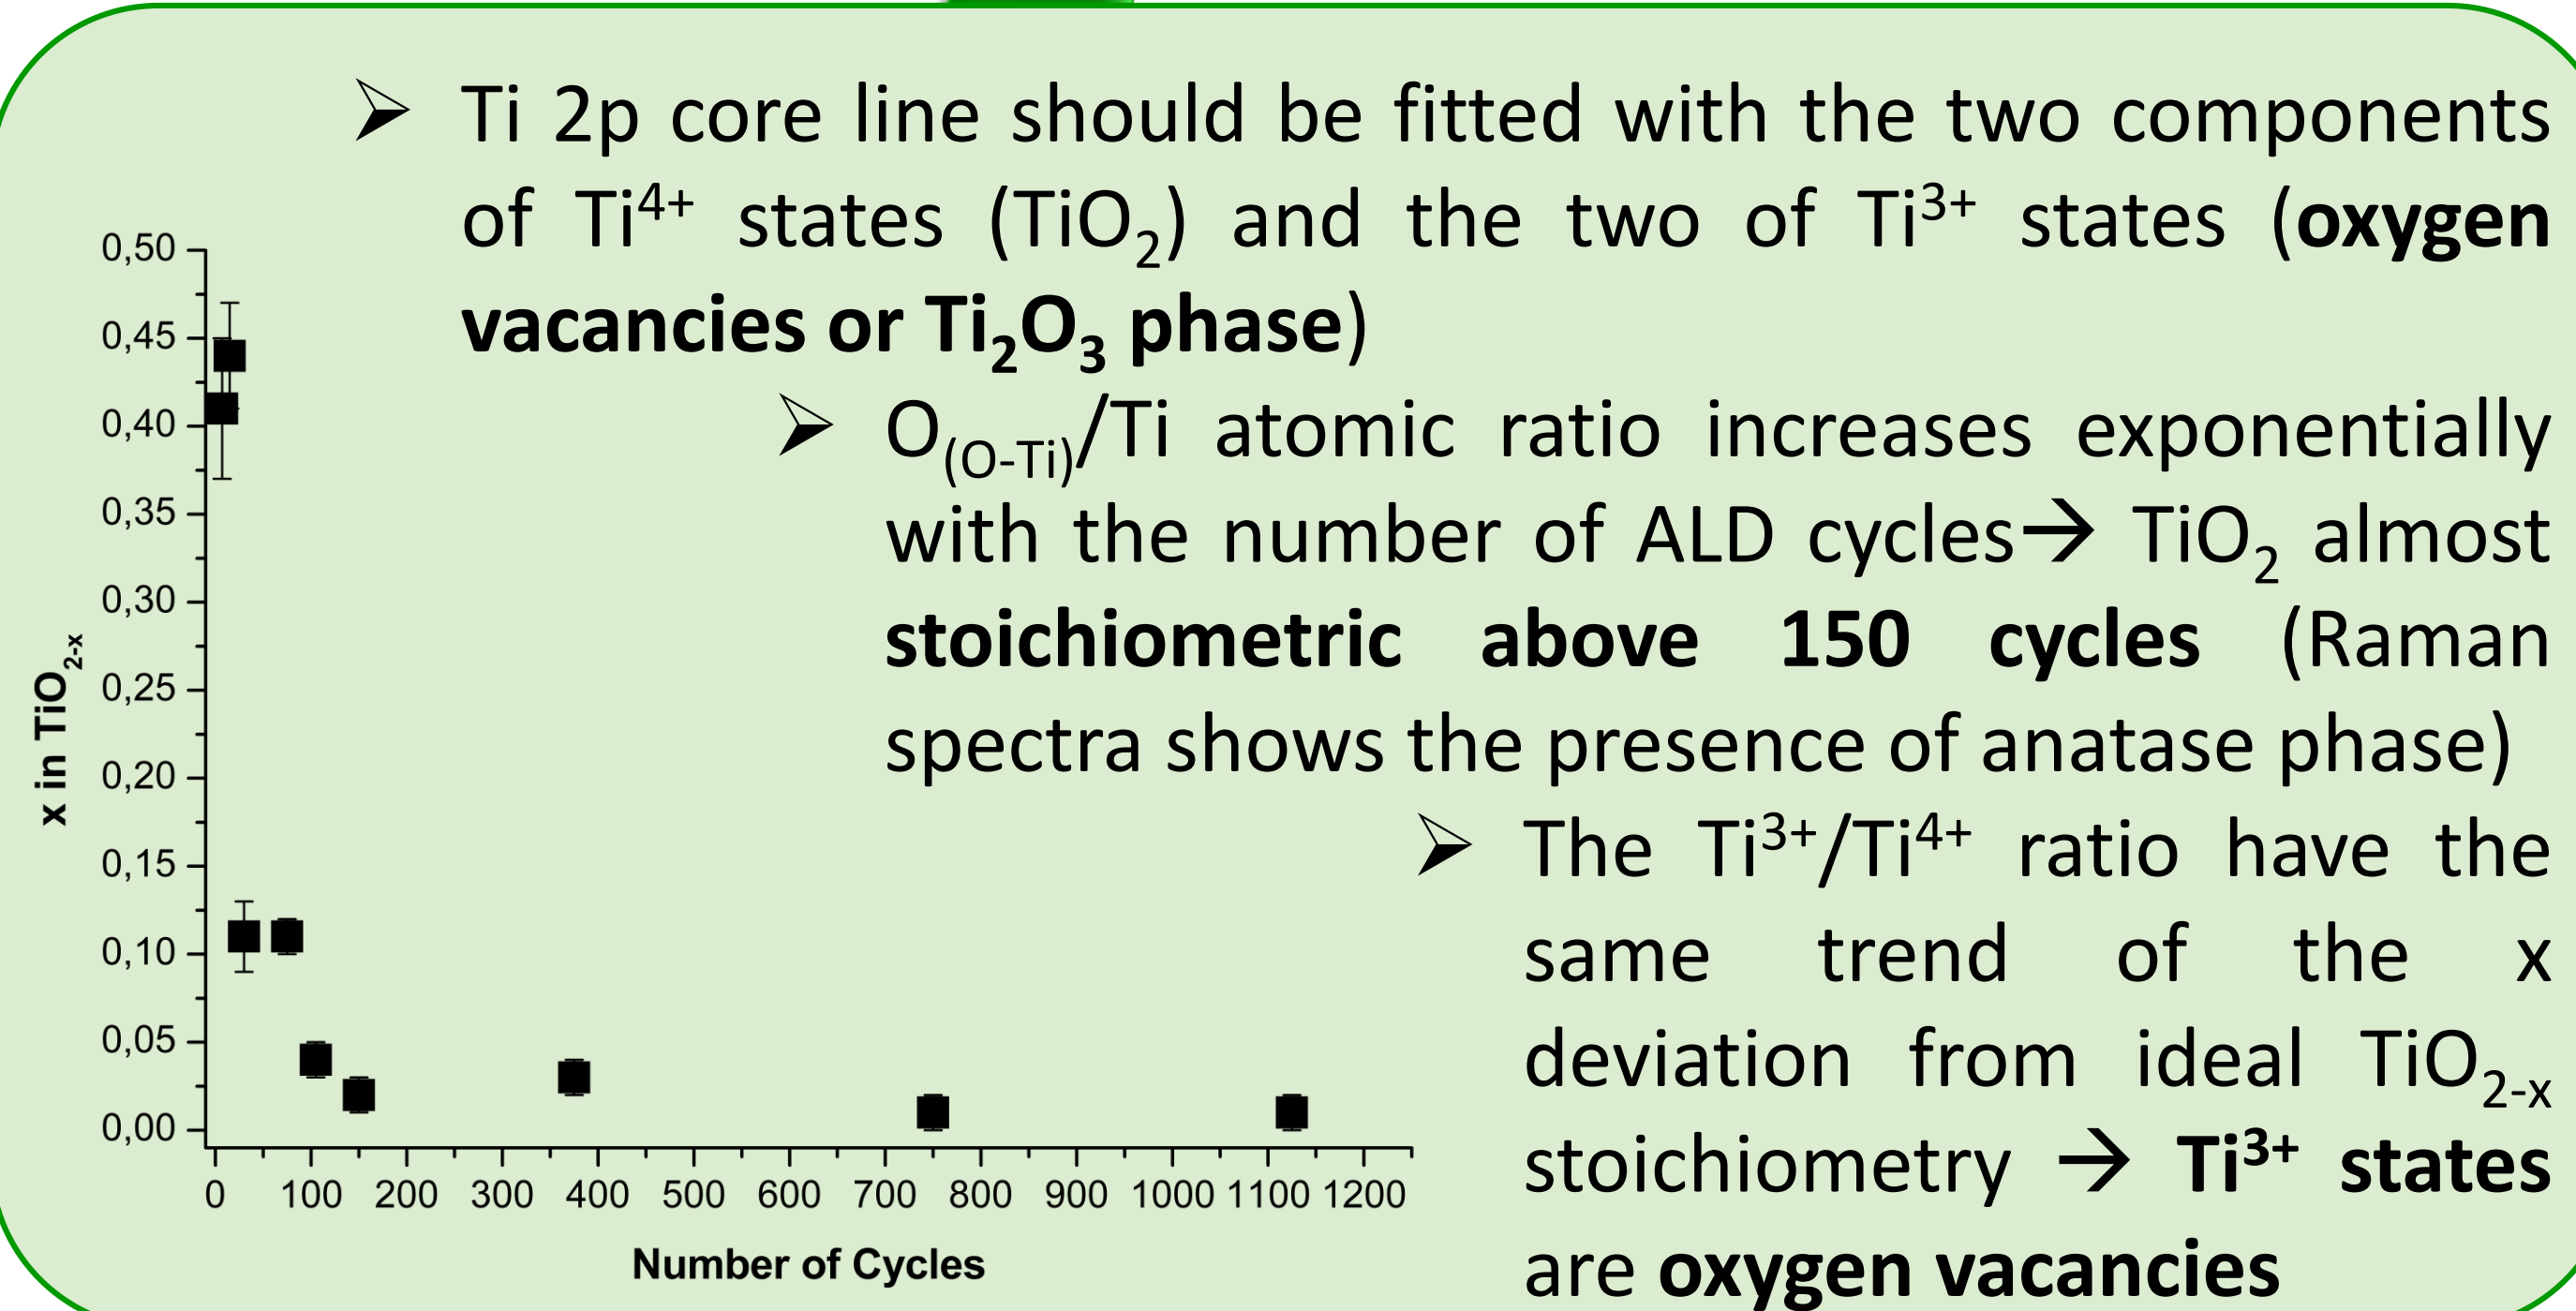 ➢ Ti 2p core line should be fitted with the two components
of Ti⁴⁺ states (TiO₂) and the two of Ti³⁺ states (oxygen
vacancies or Ti₂O₃ phase)
➢ O(O-Ti)/Ti atomic ratio increases exponentially
with the number of ALD cycles→ TiO₂ almost
stoichiometric above 150 cycles (Raman
spectra shows the presence of anatase phase)
➢ The Ti³⁺/Ti⁴⁺ ratio have the
same trend of the x
deviation from ideal TiO₂₋ₓ
stoichiometry → Ti³⁺ states
are oxygen vacancies
x in TiO₂₋ₓ
0,50
0,45
0,40
0,35
0,30
0,25
0,20
0,15
0,10
0,05
0,00
0 100 200 300 400 500 600 700 800 900 1000 1100 1200
Number of Cycles